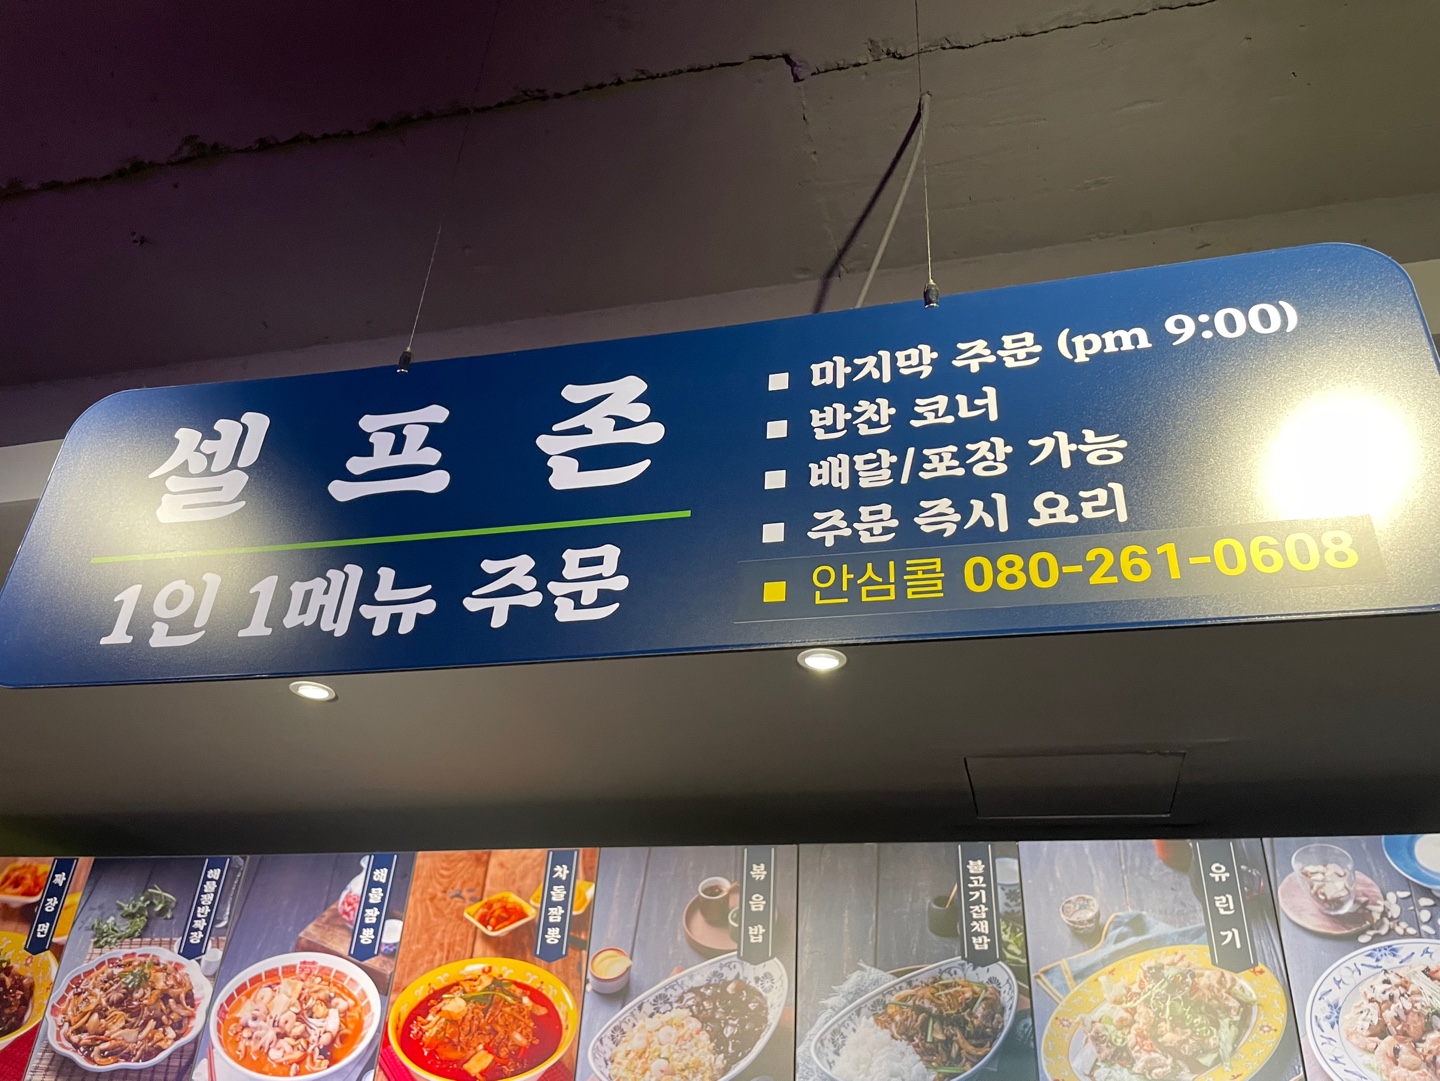 셀 프 존
1인 1메뉴 주문
■ 마지막 주문 (pm 9:00)
■ 반찬 코너
■ 배달/포장 가능
■ 주문 즉시 요리
■ 안심콜 080-261-0608
짜장면
해물쟁반짜장
해물짬뽕
차돌짬뽕
볶음밥
불고기잡채밥
유린기